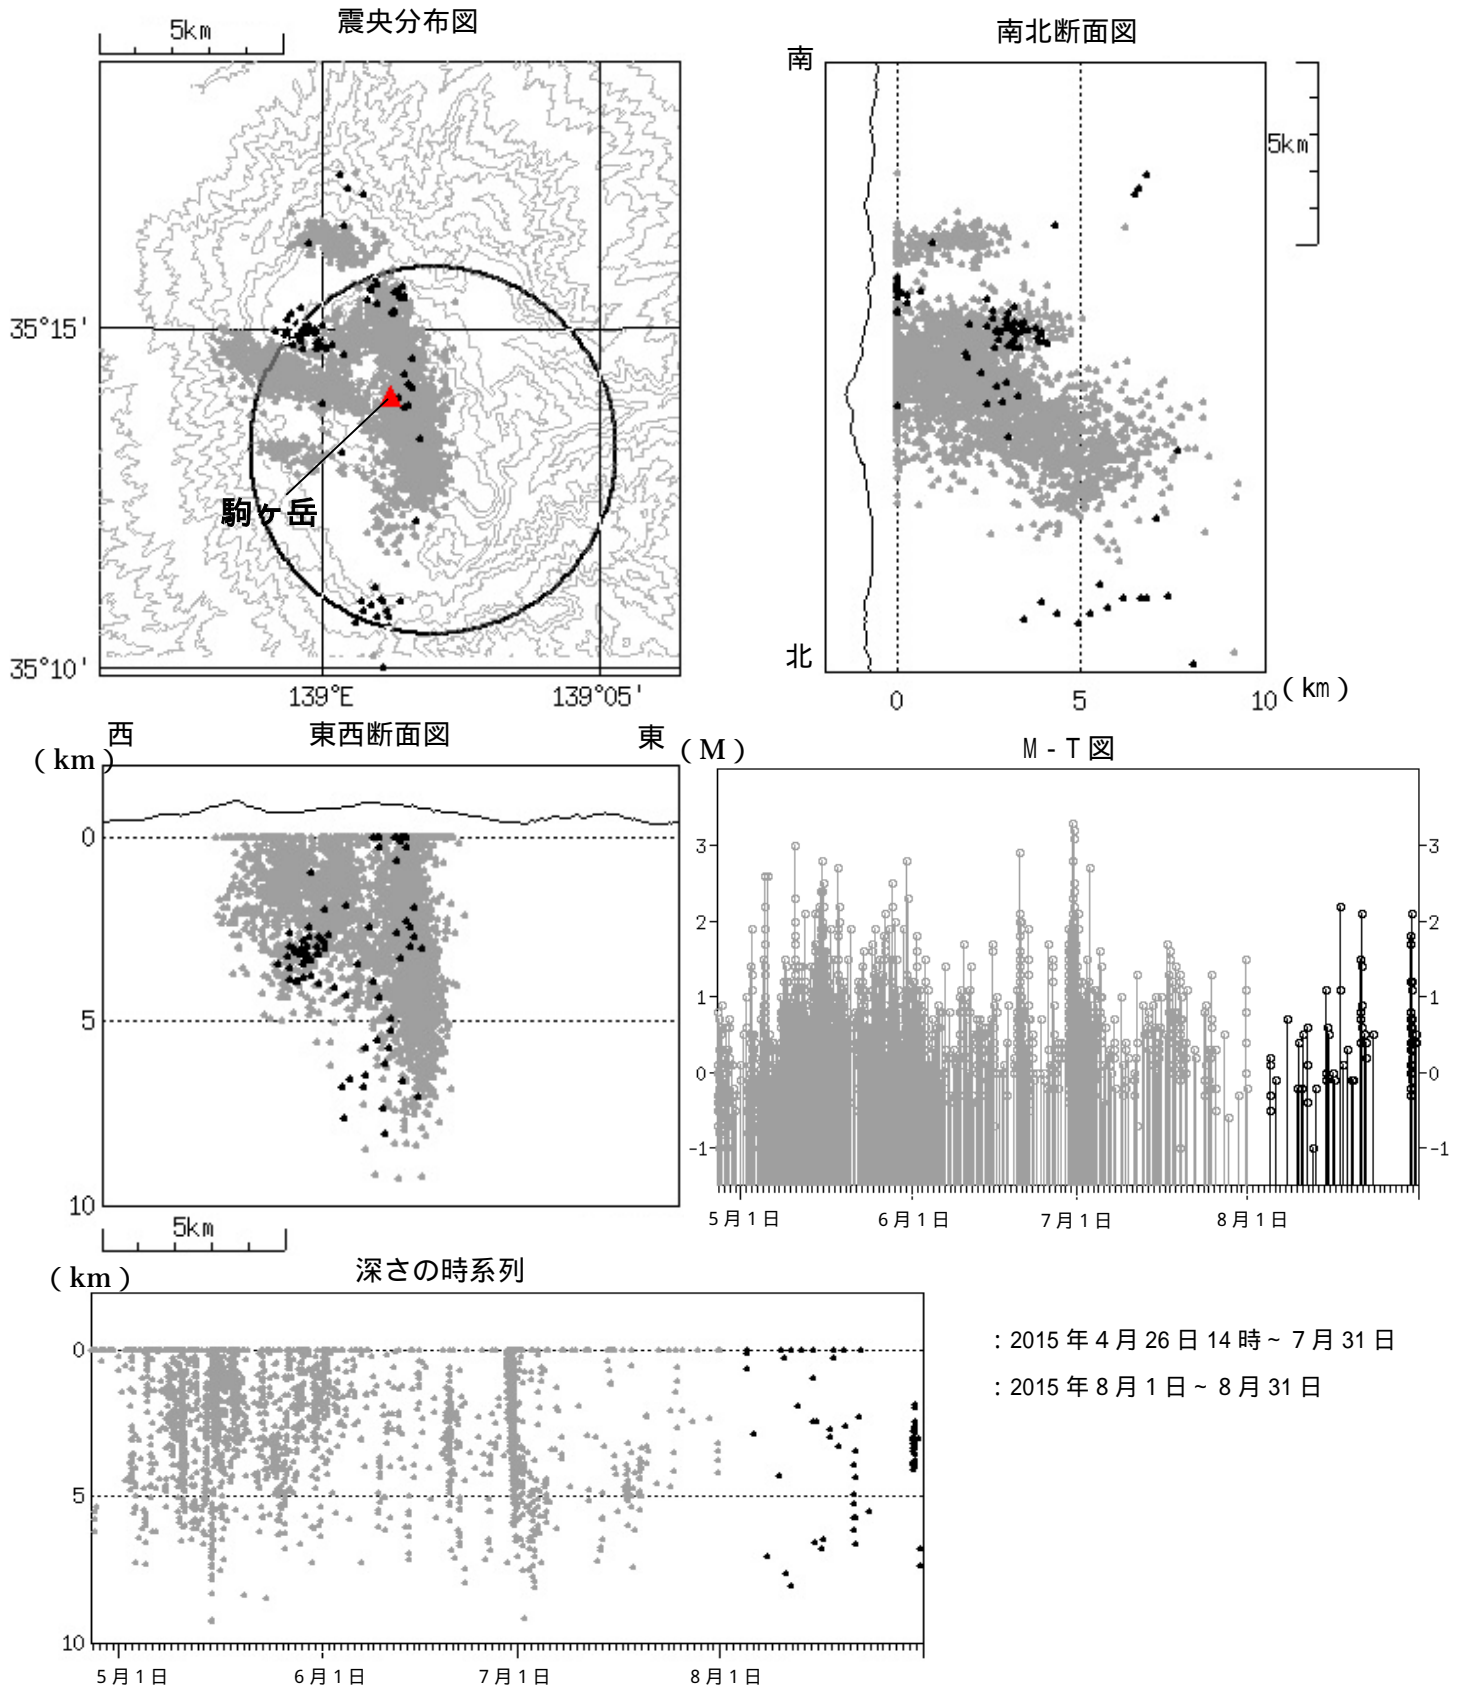 震央分布図
5km
35°15'
35°10'
139°E
139°05'
駒ヶ岳
南北断面図
南
北
5km
0
5
10
(km)
東西断面図
西
東
(km)
0
5
10
5km
M-T図
(M)
3
2
1
0
-1
3
2
1
0
-1
5月1日
6月1日
7月1日
8月1日
深さの時系列
(km)
0
5
10
5月1日
6月1日
7月1日
8月1日
:2015年4月26日14時~7月31日
:2015年8月1日~8月31日